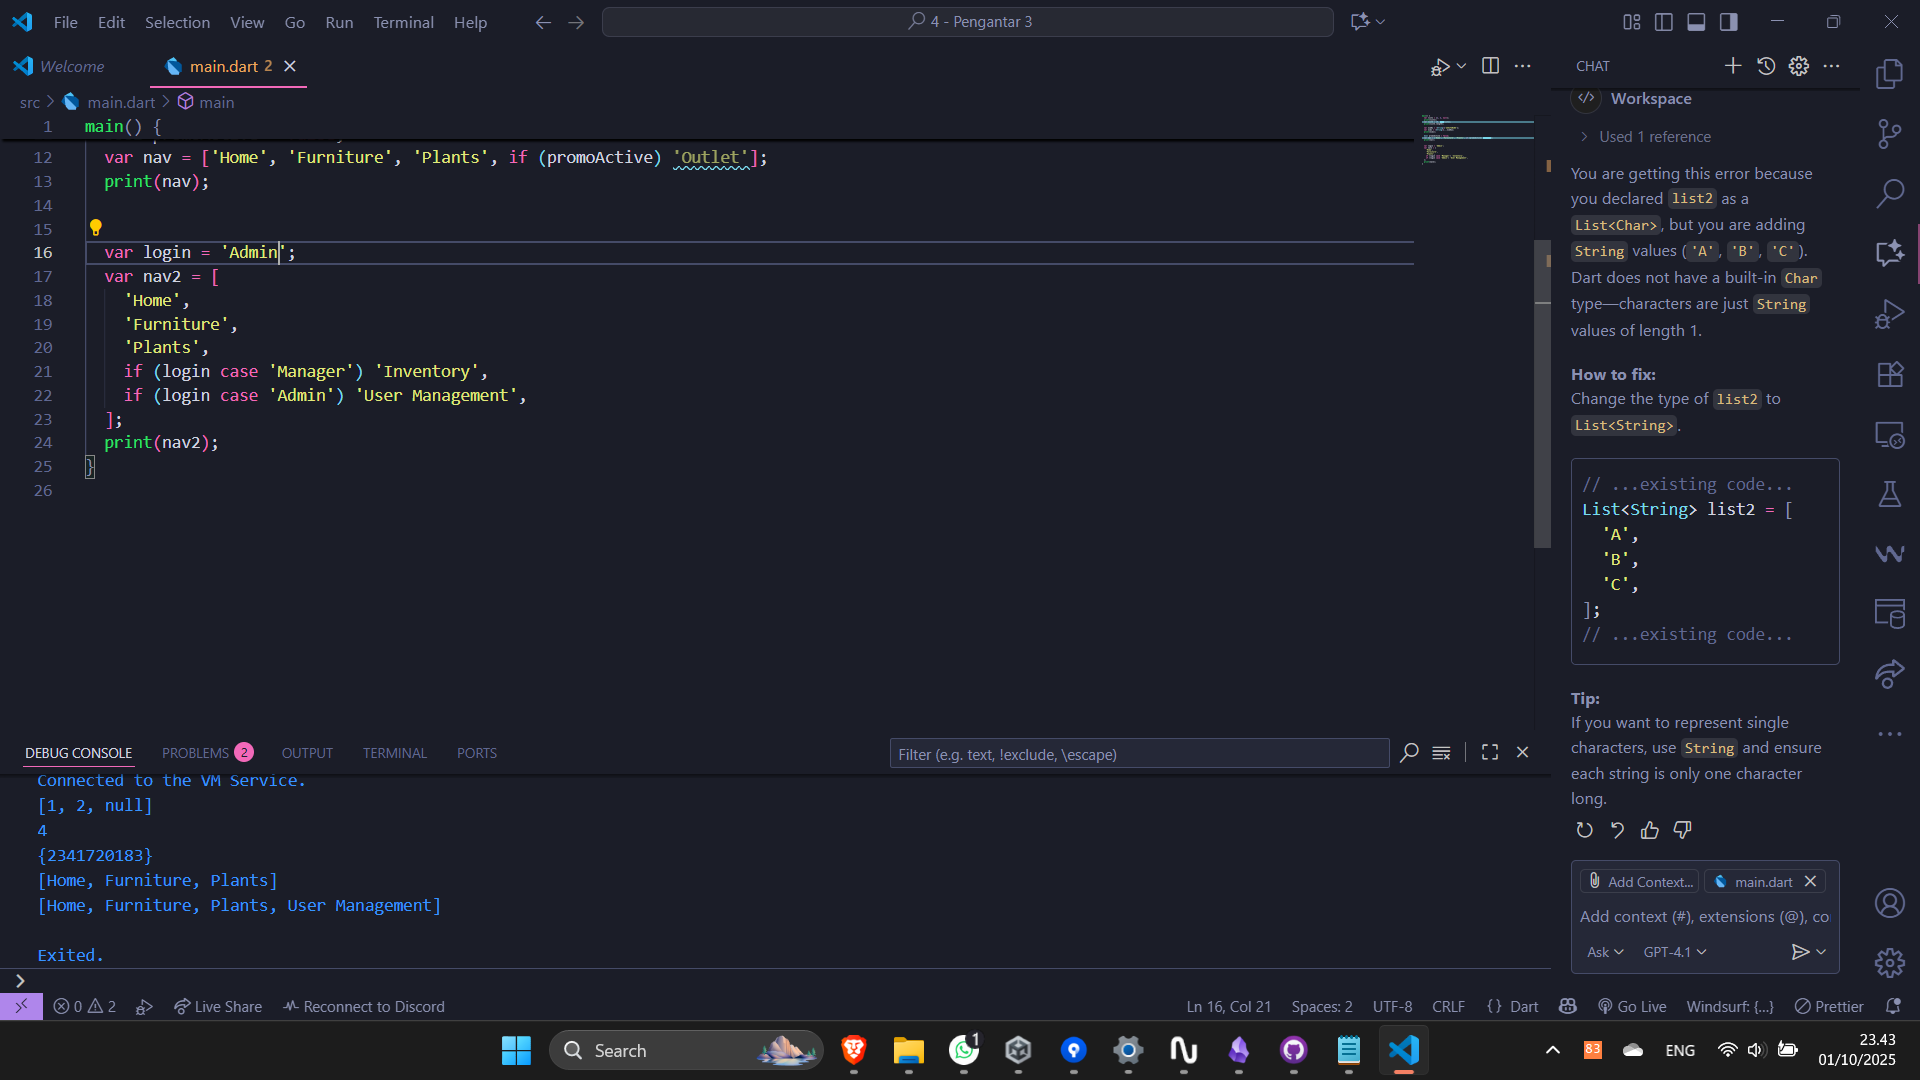 File Edit Selection View Go Run Terminal Help
4 - Pengantar 3
Welcome
main.dart 2
src > main.dart > main
1 main() {
12 var nav = ['Home', 'Furniture', 'Plants', if (promoActive) 'Outlet'];
13 print(nav);
14
15
16 var login = 'Admin';
17 var nav2 = [
18 'Home',
19 'Furniture',
20 'Plants',
21 if (login case 'Manager') 'Inventory',
22 if (login case 'Admin') 'User Management',
23 ];
24 print(nav2);
25 }
26
DEBUG CONSOLE PROBLEMS 2 OUTPUT TERMINAL PORTS
Filter (e.g. text, !exclude, \escape)
Connected to the VM Service.
[1, 2, null]
4
{2341720183}
[Home, Furniture, Plants]
[Home, Furniture, Plants, User Management]
Exited.
CHAT
Workspace
Used 1 reference
You are getting this error because
you declared list2 as a
List<Char>, but you are adding
String values ('A', 'B', 'C').
Dart does not have a built-in Char
type—characters are just String
values of length 1.
How to fix:
Change the type of list2 to
List<String>.
// ...existing code...
List<String> list2 = [
'A',
'B',
'C',
];
// ...existing code...
Tip:
If you want to represent single
characters, use String and ensure
each string is only one character
long.
Add Context... main.dart
Add context (#), extensions (@), co
Ask GPT-4.1
0 2 Live Share Reconnect to Discord
Ln 16, Col 21 Spaces: 2 UTF-8 CRLF {} Dart Go Live Windsurf: {...} Prettier
Search
1
83
ENG
23.43
01/10/2025